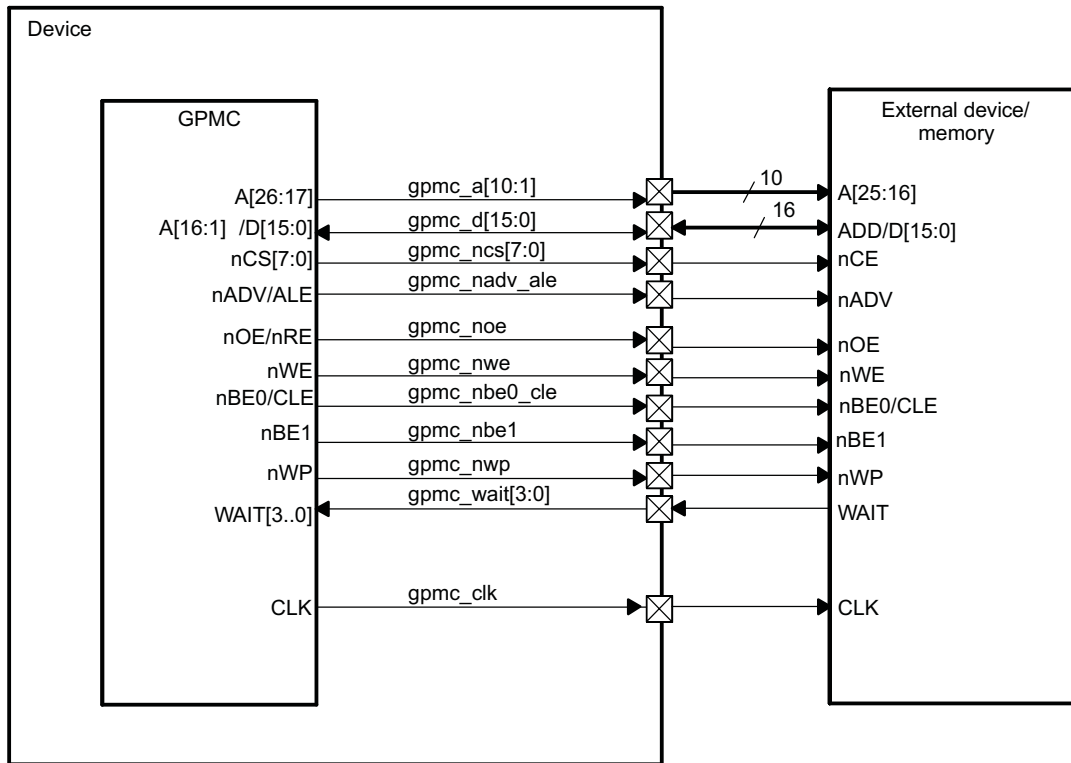 Device
GPMC
External device/
memory
A[26:17] gpmc_a[10:1] 10 A[25:16]
A[16:1] /D[15:0] gpmc_d[15:0] 16 ADD/D[15:0]
nCS[7:0] gpmc_ncs[7:0] nCE
nADV/ALE gpmc_nadv_ale nADV
nOE/nRE gpmc_noe nOE
nWE gpmc_nwe nWE
nBE0/CLE gpmc_nbe0_cle nBE0/CLE
nBE1 gpmc_nbe1 nBE1
nWP gpmc_nwp nWP
WAIT[3..0] gpmc_wait[3:0] WAIT
CLK gpmc_clk CLK